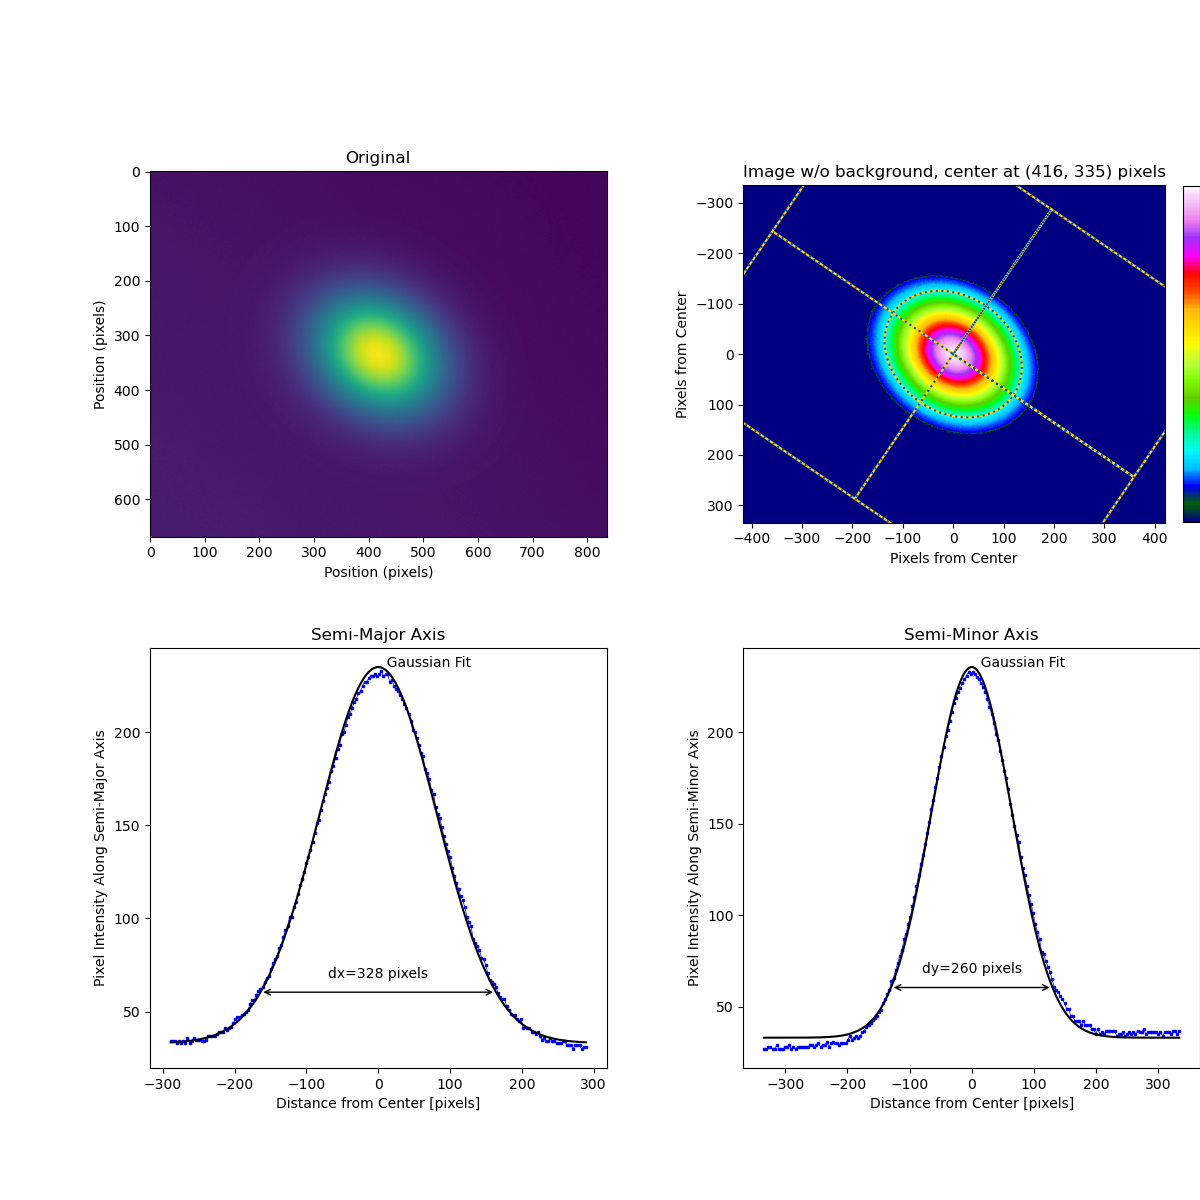 Original
0
100
200
300
400
500
600
Position (pixels)
0 100 200 300 400 500 600 700 800
Position (pixels)
Image w/o background, center at (416, 335) pixels
−300
−200
−100
0
100
200
300
Pixels from Center
−400 −300 −200 −100 0 100 200 300 400
Pixels from Center
Semi-Major Axis
Gaussian Fit
200
150
100
50
Pixel Intensity Along Semi-Major Axis
dx=328 pixels
−300 −200 −100 0 100 200 300
Distance from Center [pixels]
Semi-Minor Axis
Gaussian Fit
200
150
100
50
Pixel Intensity Along Semi-Minor Axis
dy=260 pixels
−300 −200 −100 0 100 200 300
Distance from Center [pixels]